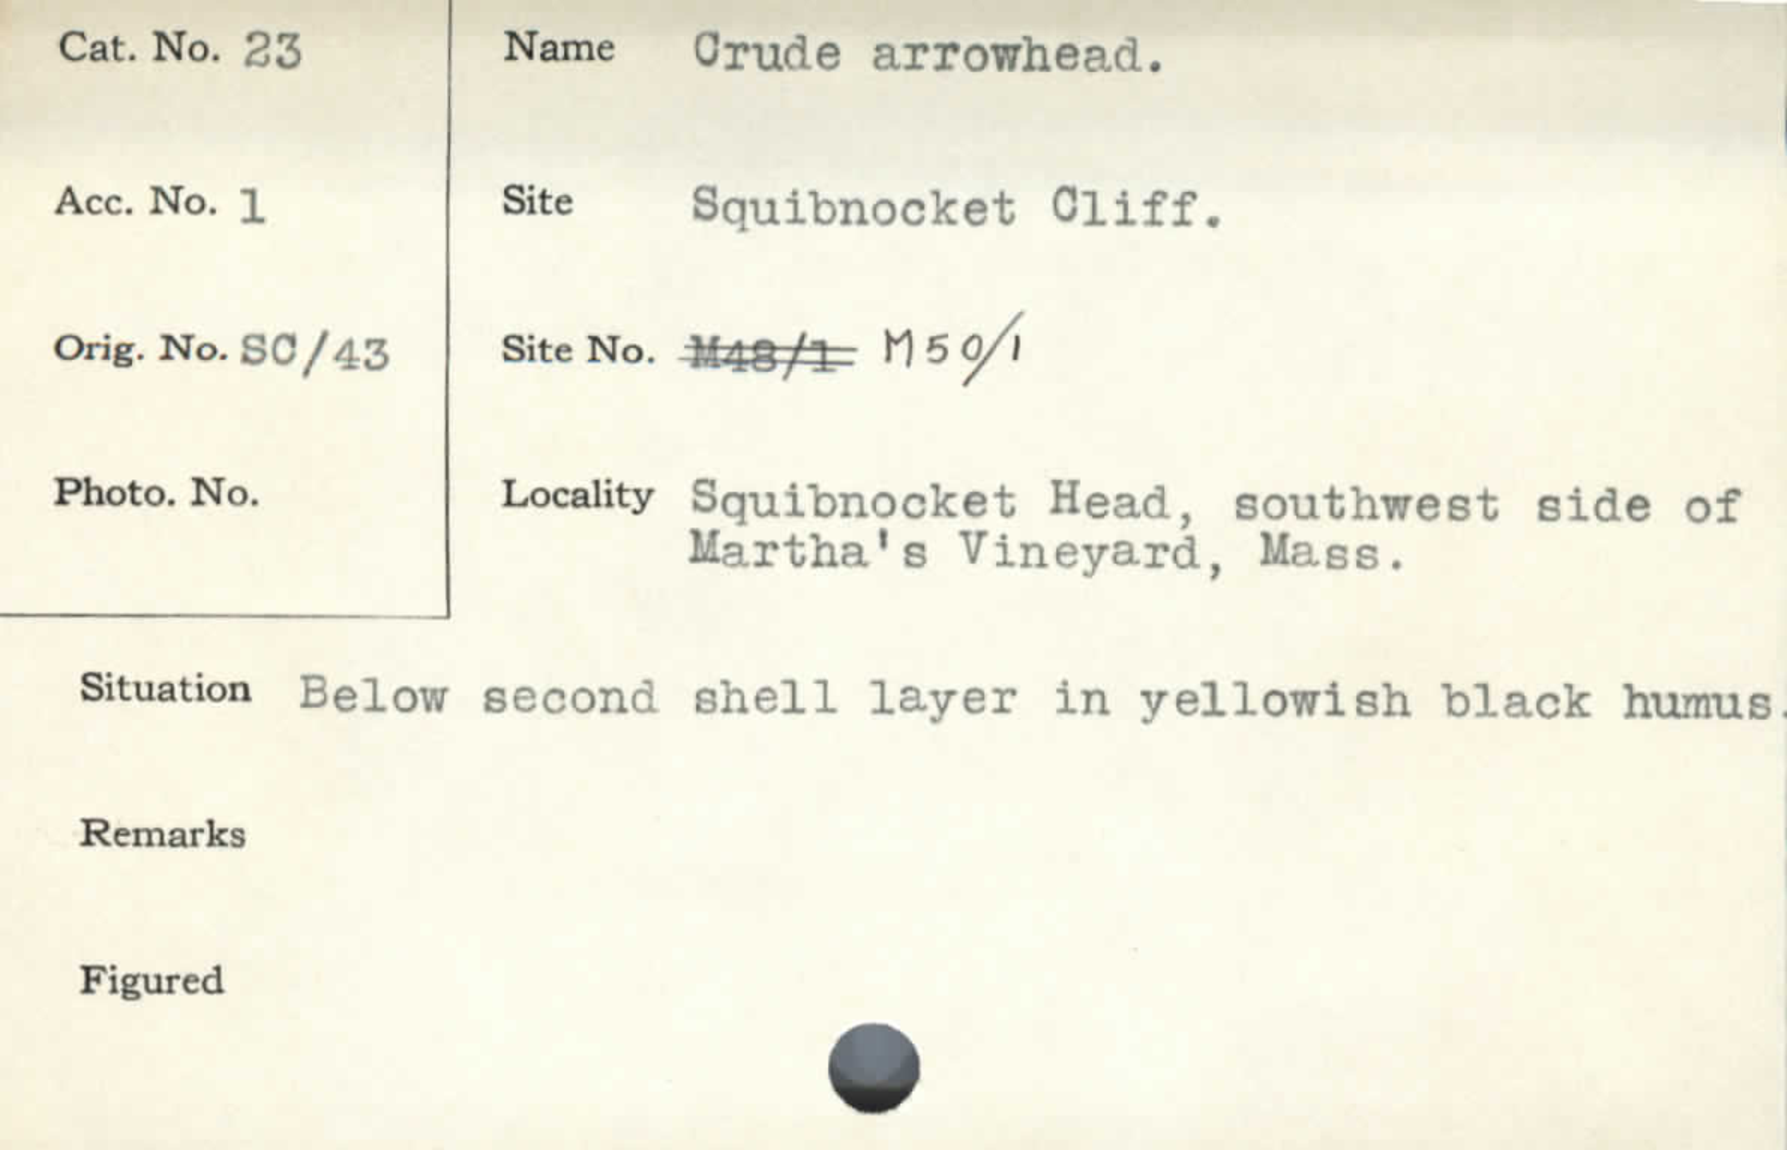 Cat. No. 23
Name Crude arrowhead.
Acc. No. 1
Site Squibnocket Cliff.
Orig. No. SC/43
Site No. M48/1 M50/1
Photo. No.
Locality Squibnocket Head, southwest side of
Martha's Vineyard, Mass.
Situation Below second shell layer in yellowish black humus.
Remarks
Figured